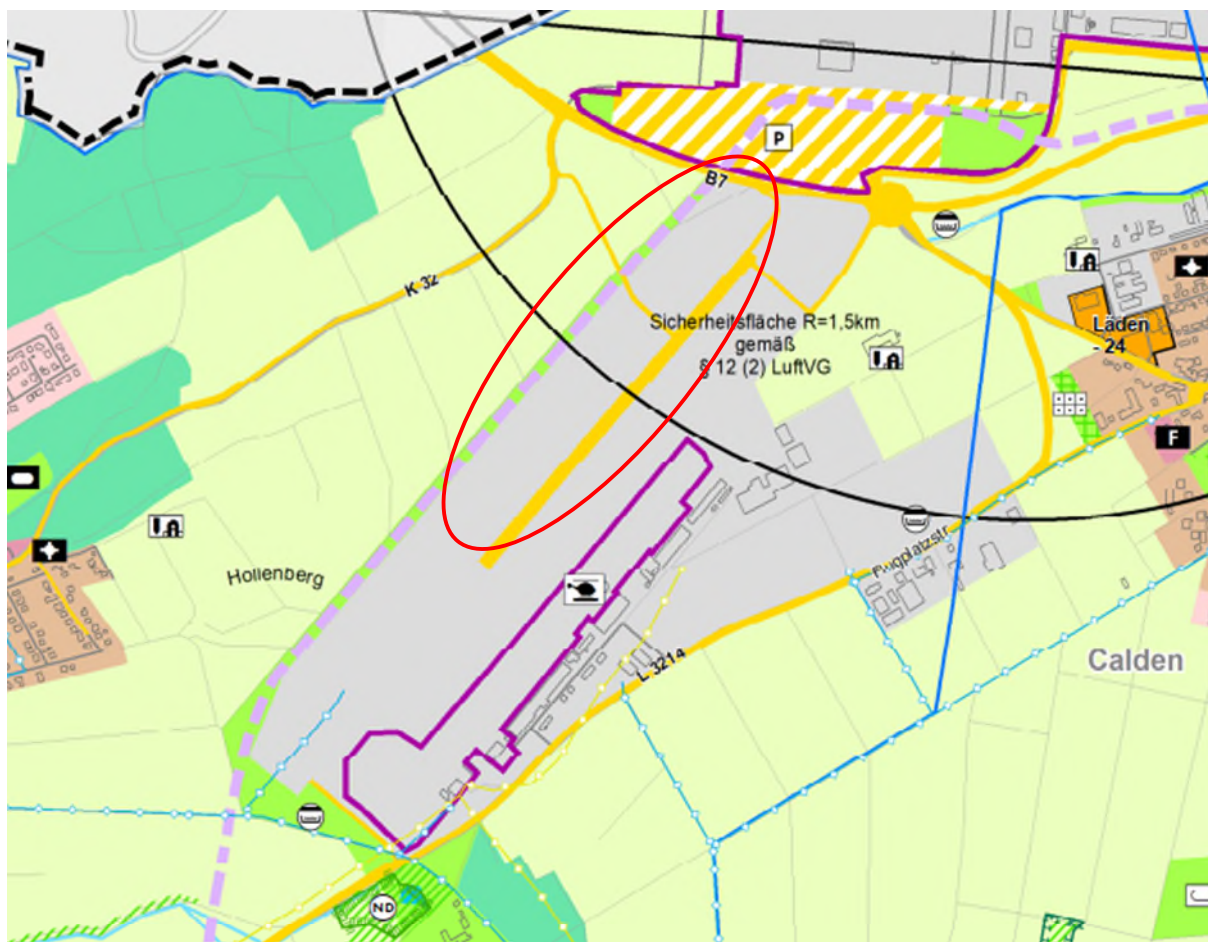 P
B7
K 32
Sicherheitsfläche R=1,5km
gemäß
§ 12 (2) LuftVG
Läden
- 24
F
Flugplatzstr.
Hollenberg
L 3214
Calden
ND